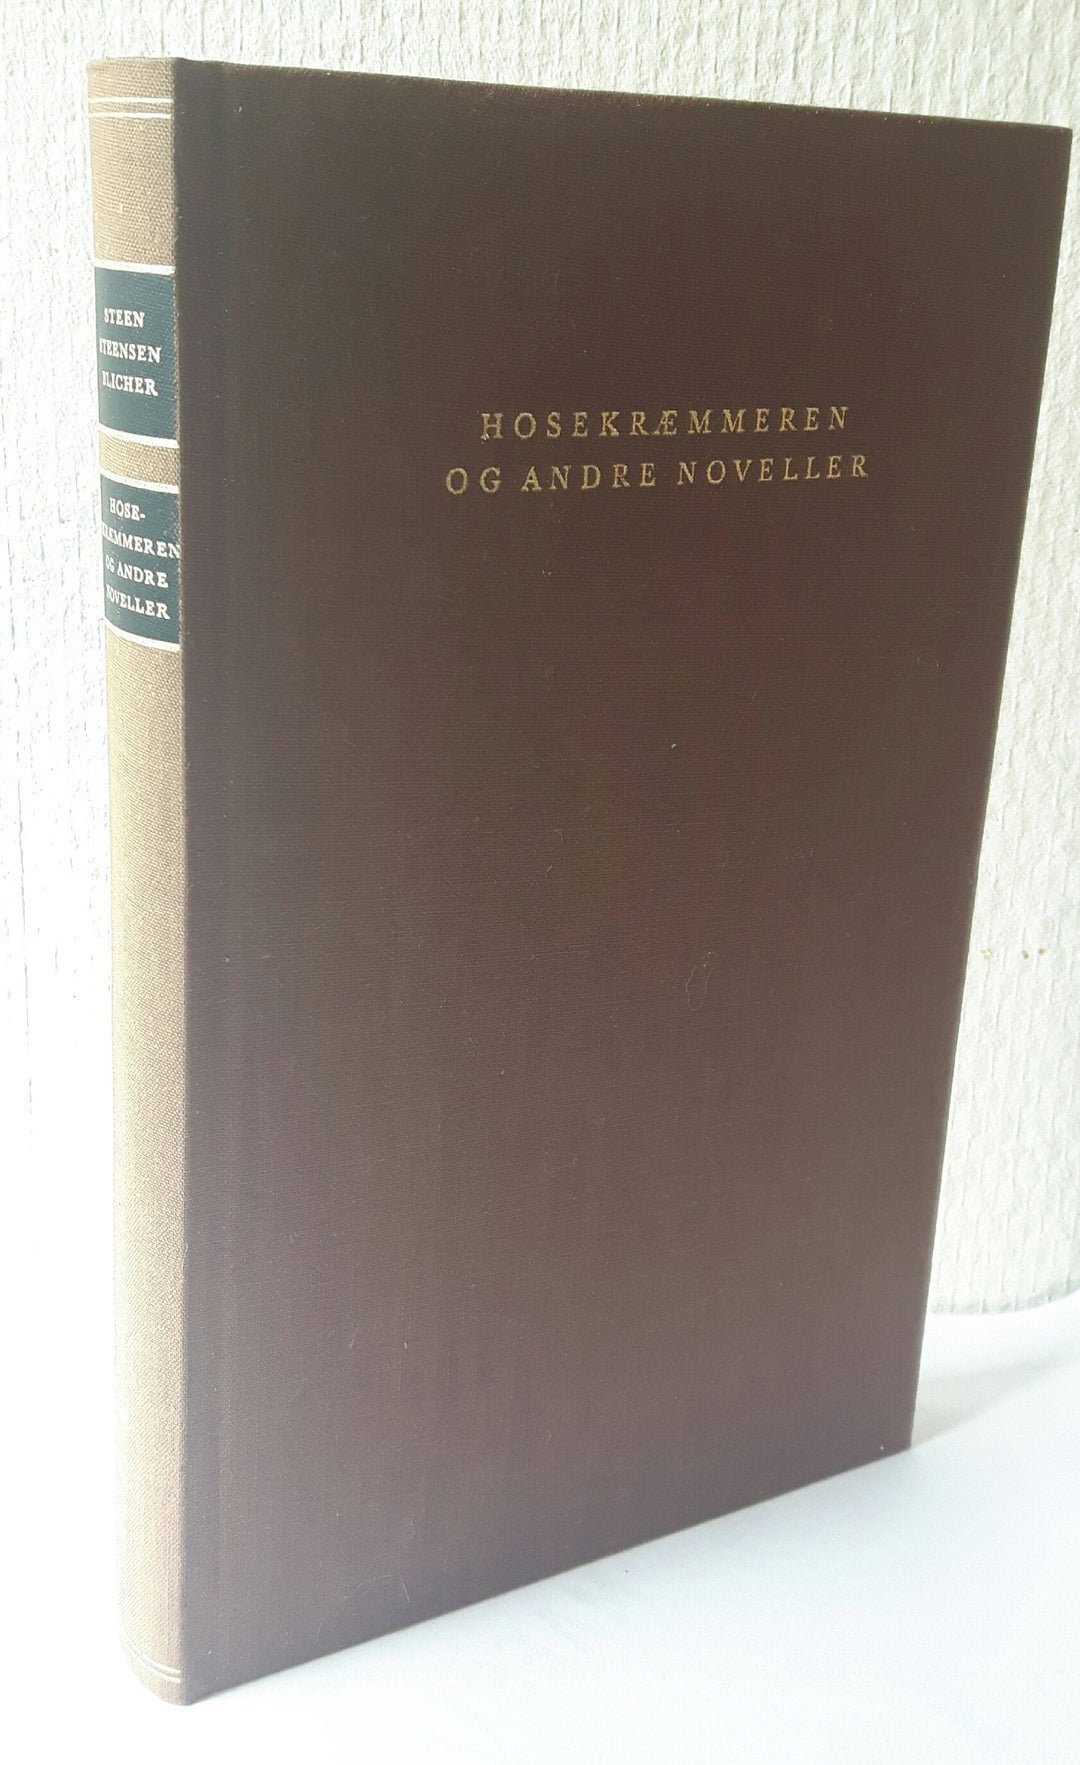 STEEN
STEENSEN
BLICHER
HOSE-
KRÆMMEREN
OG ANDRE
NOVELLER
HOSEKRÆMMEREN
OG ANDRE NOVELLER